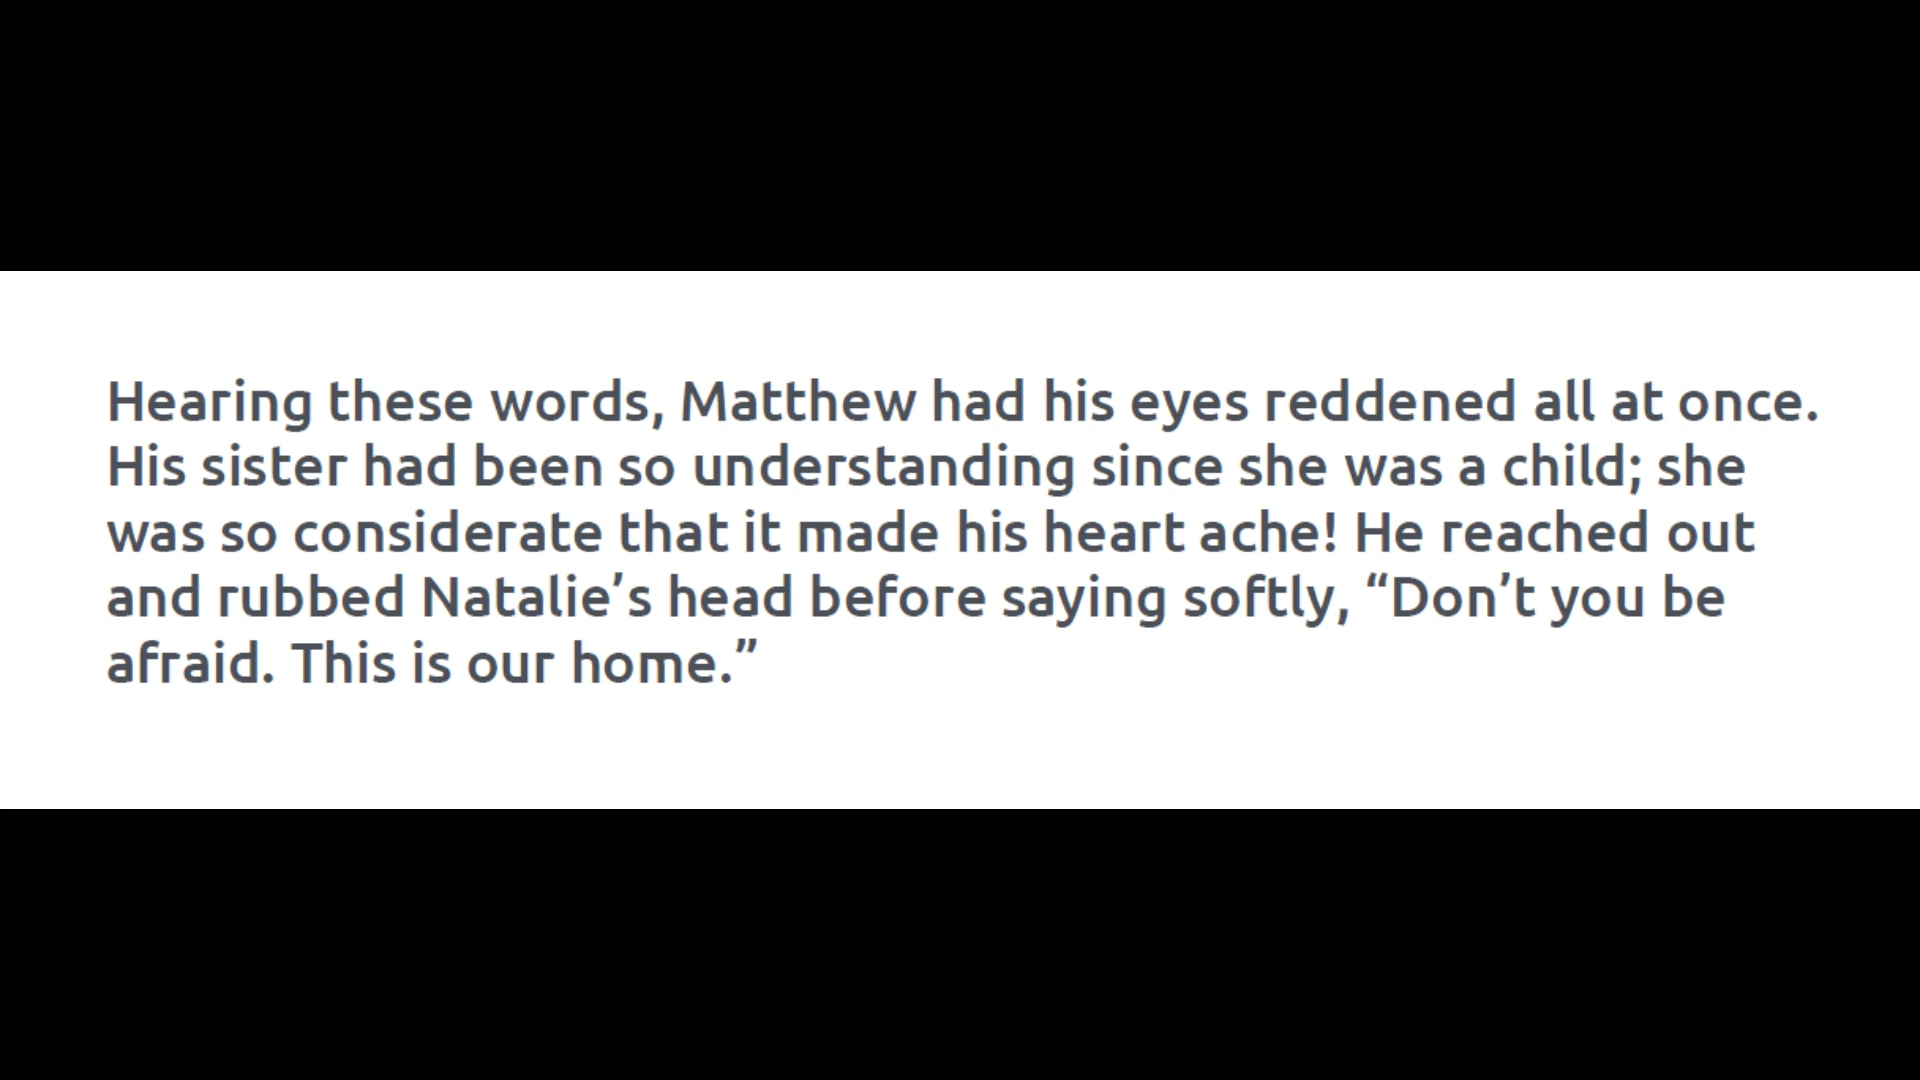 Hearing these words, Matthew had his eyes reddened all at once.
His sister had been so understanding since she was a child; she
was so considerate that it made his heart ache! He reached out
and rubbed Natalie’s head before saying softly, “Don’t you be
afraid. This is our home.”